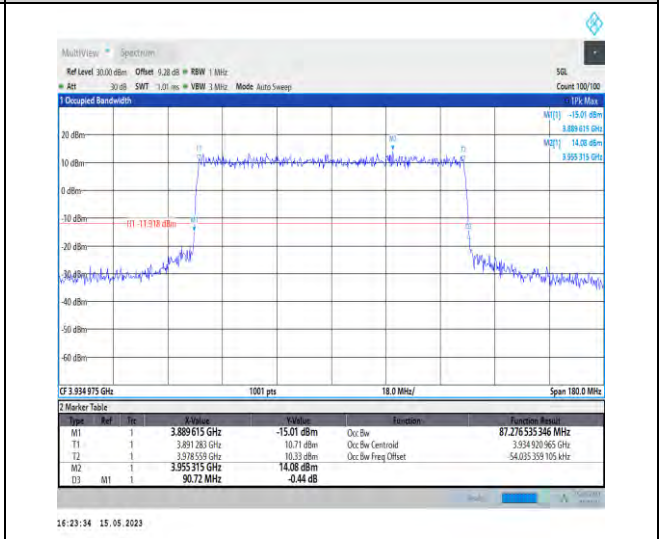 MultiView Spectrum
Ref Level 30.00 dBm Offset 9.28 dB RBW 1 MHz SGL
Att 30 dB SWT 1.01 ms VBW 3 MHz Mode Auto Sweep Count 100/100
1 Occupied Bandwidth 1Pk Max
M1[1] -15.01 dBm
3.889 615 GHz
M2[1] 14.08 dBm
3.955 315 GHz
20 dBm
M2
T1 T2
10 dBm
0 dBm
-10 dBm
H1 -11.918 dBm
M1
D3
-20 dBm
-30 dBm
-40 dBm
-50 dBm
-60 dBm
CF 3.934 975 GHz 1001 pts 18.0 MHz/ Span 180.0 MHz
2 Marker Table
Type Ref Trc X-Value Y-Value Function Function Result
M1 1 3.889 615 GHz -15.01 dBm Occ Bw 87.276 535 346 MHz
T1 1 3.891 283 GHz 10.71 dBm Occ Bw Centroid 3.934 920 965 GHz
T2 1 3.978 559 GHz 10.33 dBm Occ Bw Freq Offset -54.035 359 105 kHz
M2 1 3.955 315 GHz 14.08 dBm
D3 M1 1 90.72 MHz -0.44 dB
16:23:34 15.05.2023